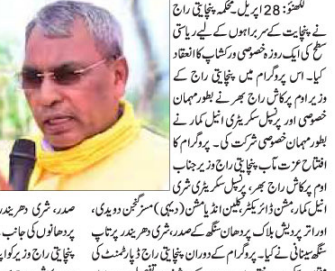 لکھنؤ: 28 اپریل۔ محکمہ پنچایتی راج
نے پنچایت کے سربراہوں کے لیے ریاستی
سطح کی ایک روزہ خصوصی ورکشاپ کا انعقاد
کیا۔ اس پروگرام میں پنچایتی راج کے
وزیر اوم پرکاش راج بھر نے بطور مہمان
خصوصی اور پرنسپل سکریٹری انیل کمار نے
بطور مہمان خصوصی شرکت کی۔ پروگرام کا
افتتاح عزت مآب پنچایتی راج وزیر جناب
اوم پرکاش راج بھر، پرنسپل سکریٹری شری
انیل کمار، مشن ڈائریکٹر کلین انڈیا مشن (دیہی) مسز گنجن دویدی،
اور اتر پردیش بلاک پردھان سنگھ کے صدر، شری دھریندر پرتاپ
سنگھ سینانی نے کیا۔ پروگرام کے دوران پنچایتی راج ڈپارٹمنٹ کی
صدر، شری دھریندر
پردھانوں کی جانب
پنچایتی راج وزیر کو اپنا